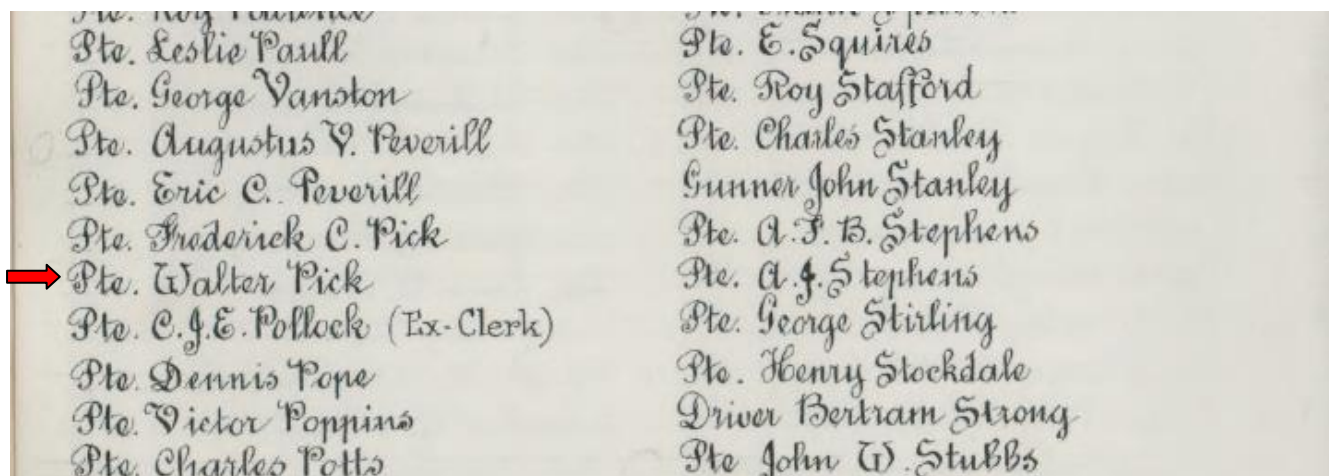 Pte. Leslie Paull
Pte. George Vanston
Pte. Augustus V. Peverill
Pte. Eric C. Peverill
Pte. Frederick C. Pick
Pte. Walter Pick
Pte. C.J.E. Pollock (Ex-Clerk)
Pte. Dennis Pope
Pte. Victor Poppins
Pte. Charles Potts
Pte. E. Squires
Pte. Roy Stafford
Pte. Charles Stanley
Gunner John Stanley
Pte. A.F.B. Stephens
Pte. A.J. Stephens
Pte. George Stirling
Pte. Henry Stockdale
Driver Bertram Strong
Pte John W. Stubbs